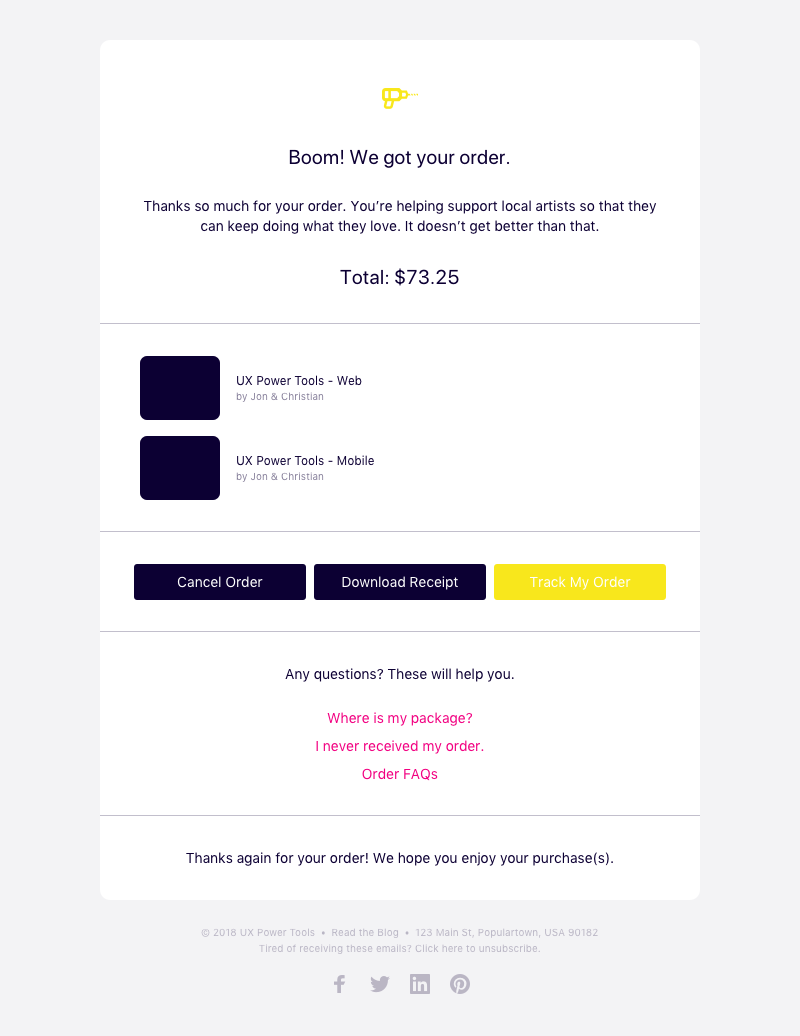 Boom! We got your order.
Thanks so much for your order. You’re helping support local artists so that they
can keep doing what they love. It doesn’t get better than that.
Total: $73.25
UX Power Tools - Web
by Jon & Christian
UX Power Tools - Mobile
by Jon & Christian
Cancel Order
Download Receipt
Track My Order
Any questions? These will help you.
Where is my package?
I never received my order.
Order FAQs
Thanks again for your order! We hope you enjoy your purchase(s).
© 2018 UX Power Tools • Read the Blog • 123 Main St, Populartown, USA 90182
Tired of receiving these emails? Click here to unsubscribe.